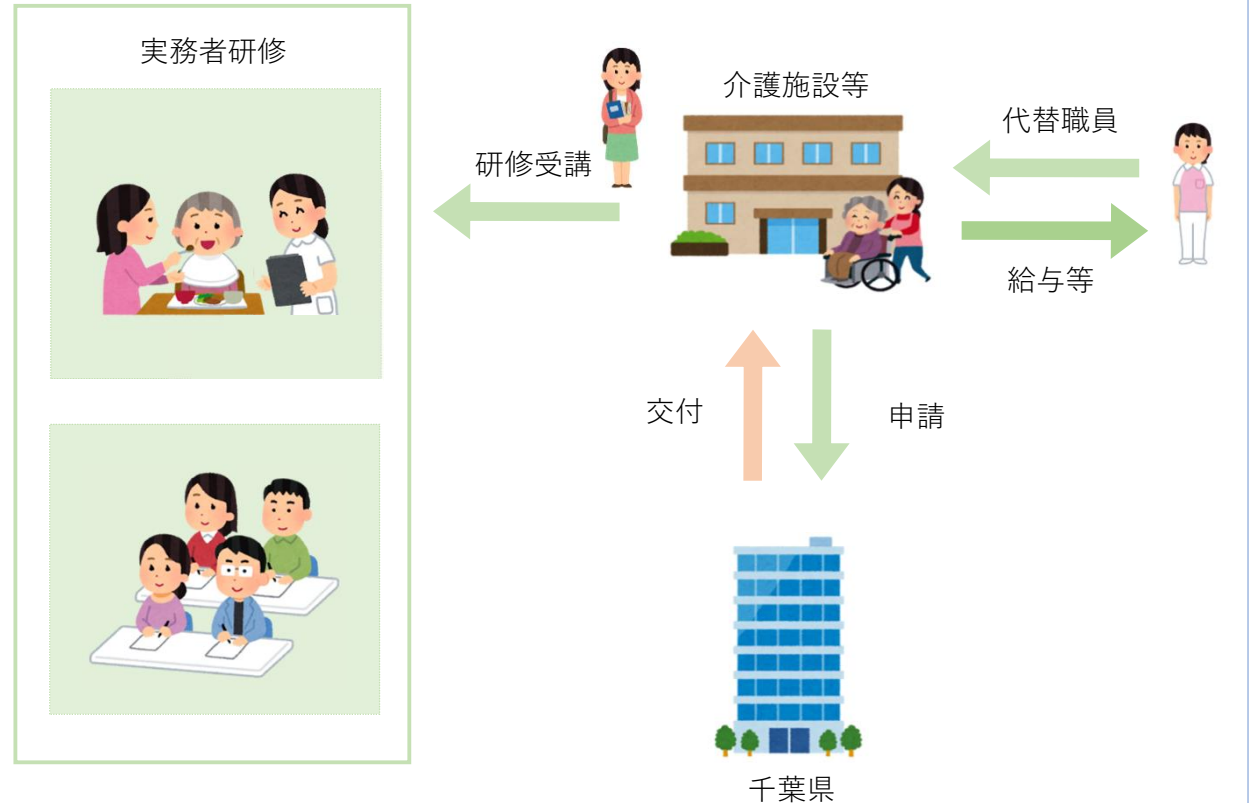 実務者研修
研修受講
介護施設等
代替職員
給与等
交付
申請
千葉県